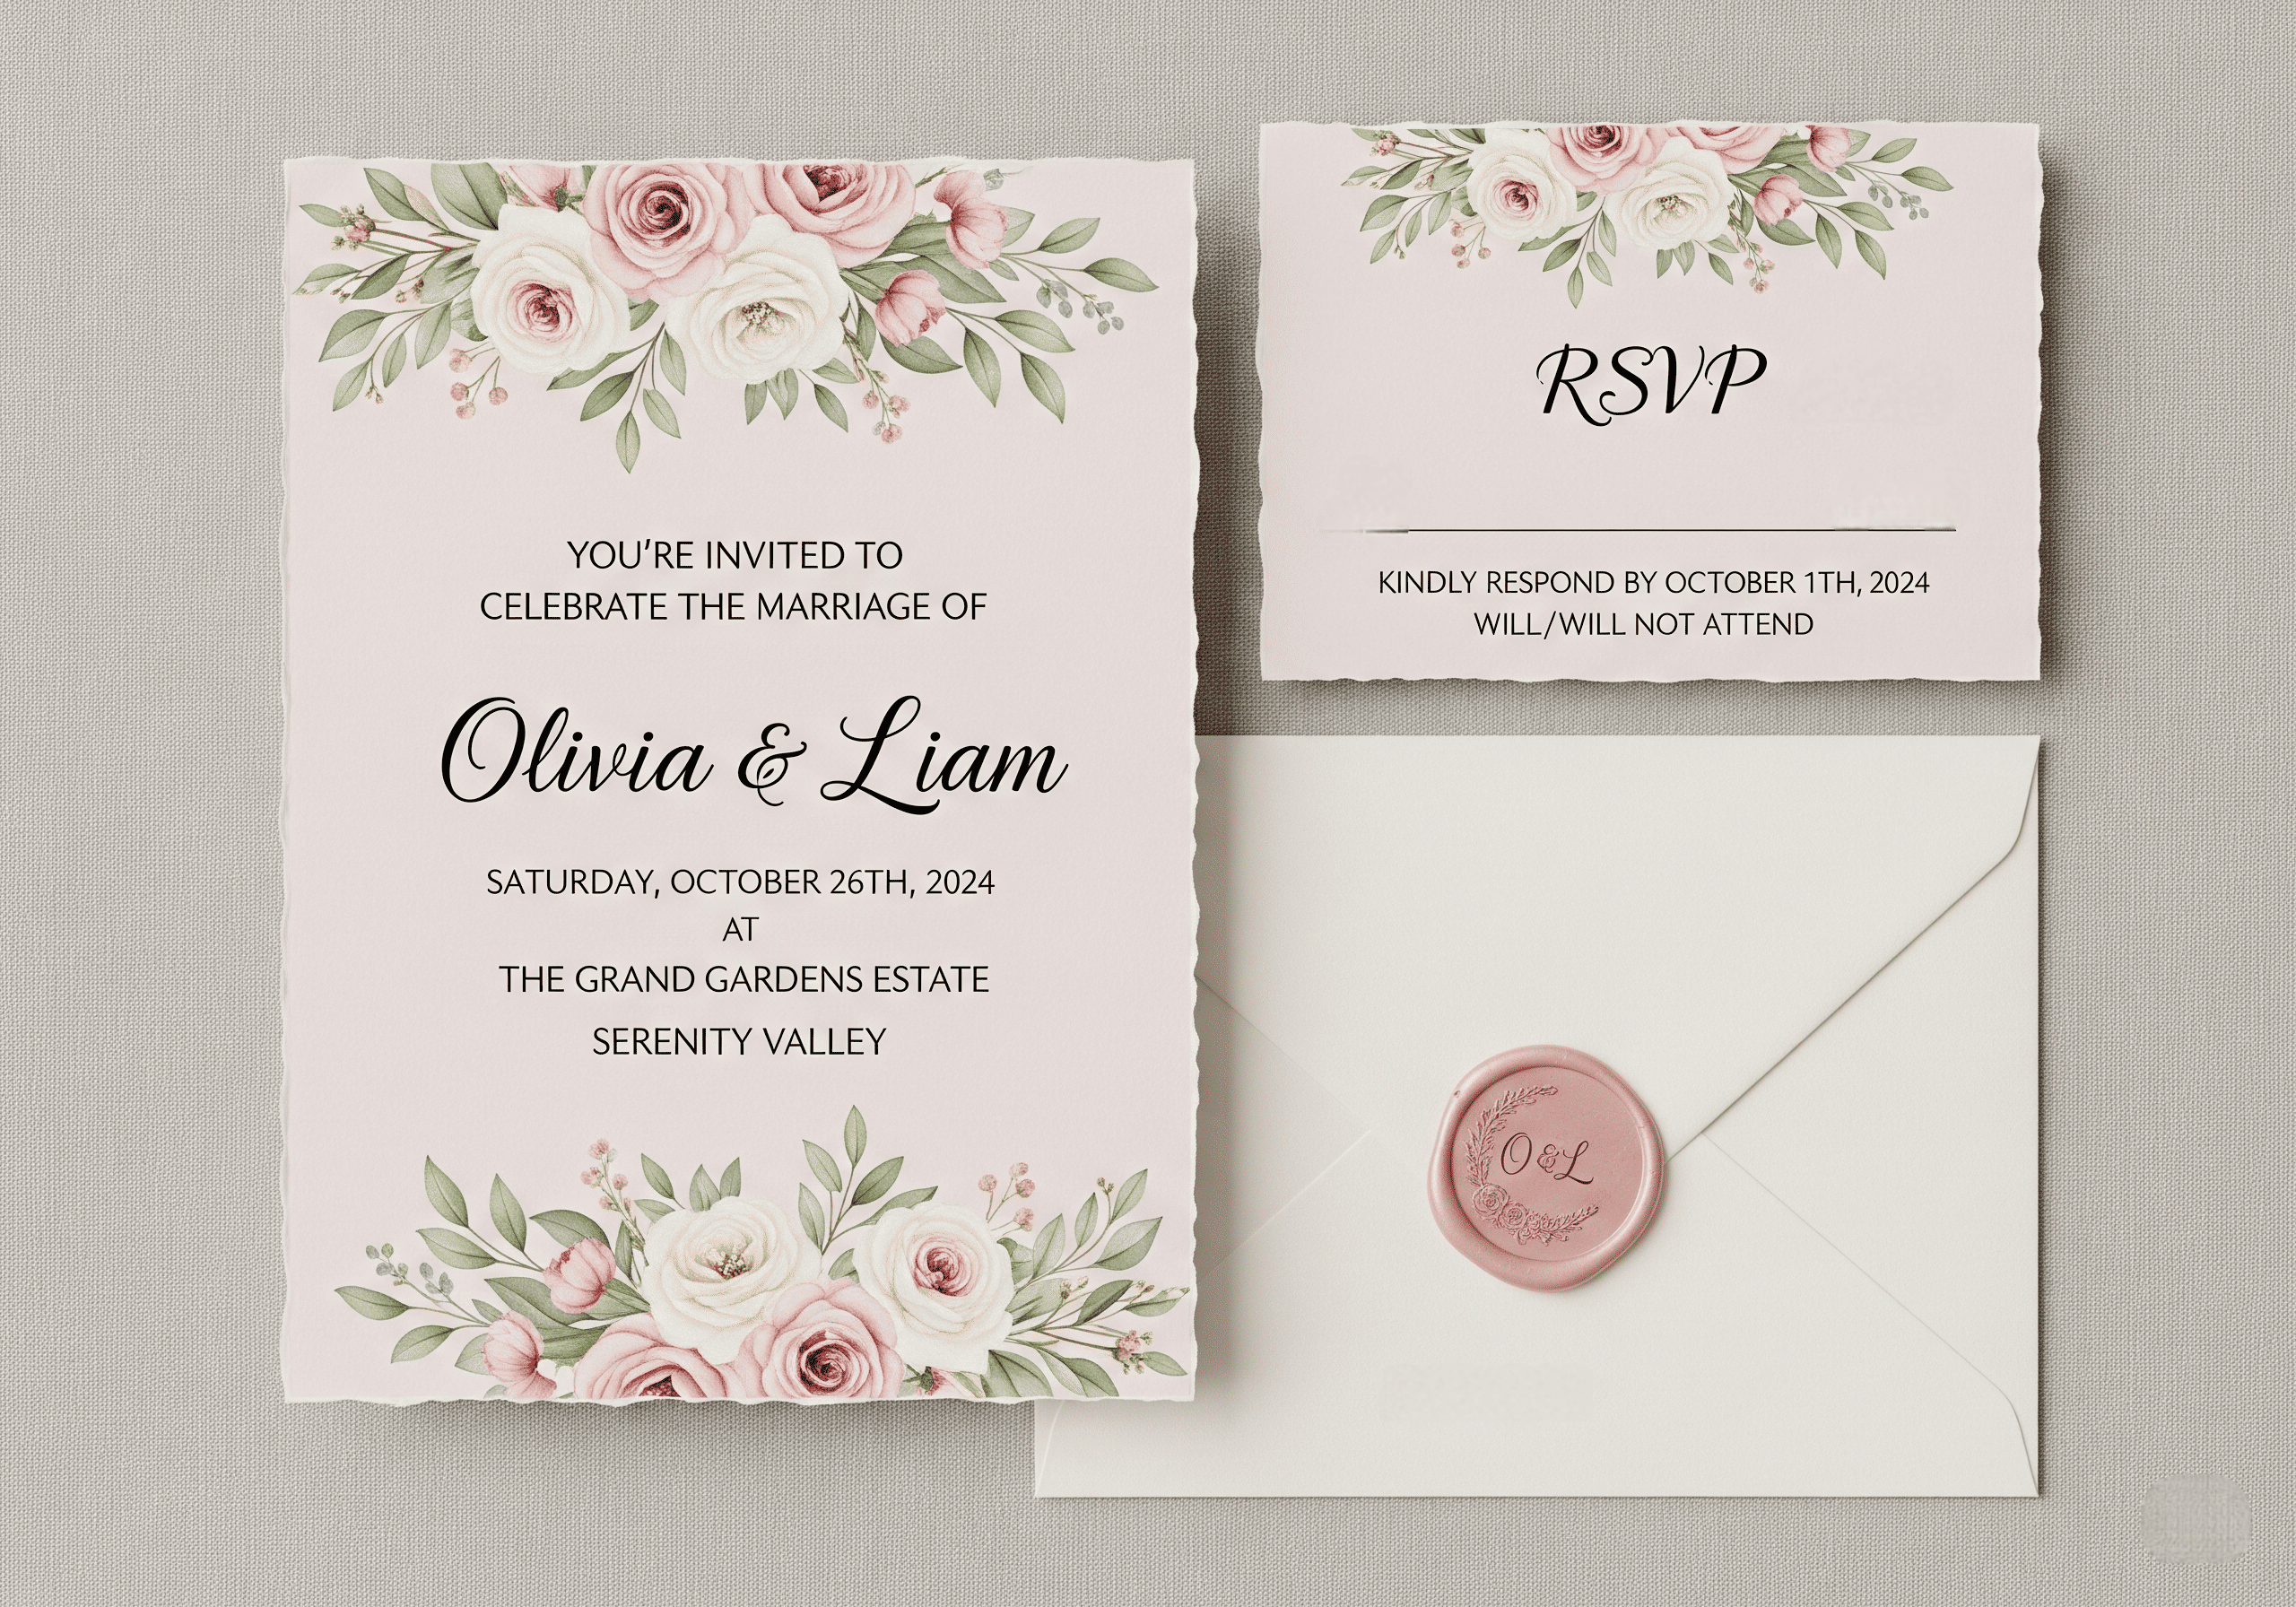 YOU'RE INVITED TO
CELEBRATE THE MARRIAGE OF
Olivia & Liam
SATURDAY, OCTOBER 26TH, 2024
AT
THE GRAND GARDENS ESTATE
SERENITY VALLEY
RSVP
KINDLY RESPOND BY OCTOBER 1TH, 2024
WILL/WILL NOT ATTEND
O & L